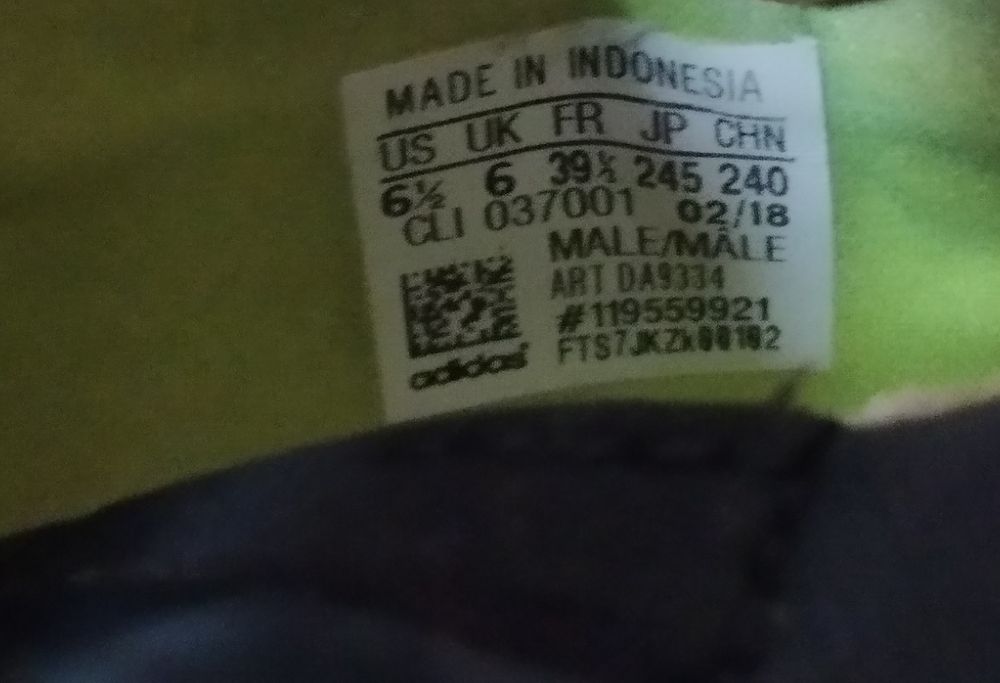 MADE IN INDONESIA
US UK FR JP CHN
6½ 6 39⅓ 245 240
CLI 037001 02/18
MALE/MÂLE
ART DA9334
#119559921
adidas